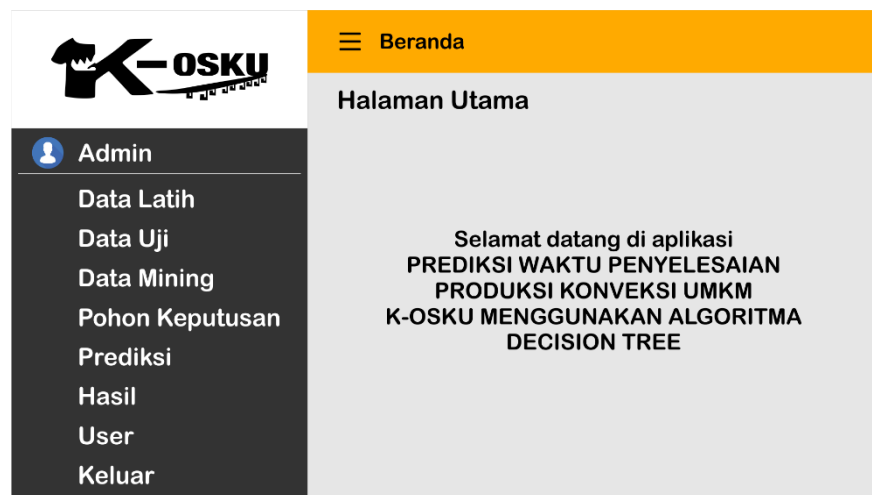 K-OSKU
Admin
Data Latih
Data Uji
Data Mining
Pohon Keputusan
Prediksi
Hasil
User
Keluar
Beranda
Halaman Utama
Selamat datang di aplikasi
PREDIKSI WAKTU PENYELESAIAN
PRODUKSI KONVEKSI UMKM
K-OSKU MENGGUNAKAN ALGORITMA
DECISION TREE